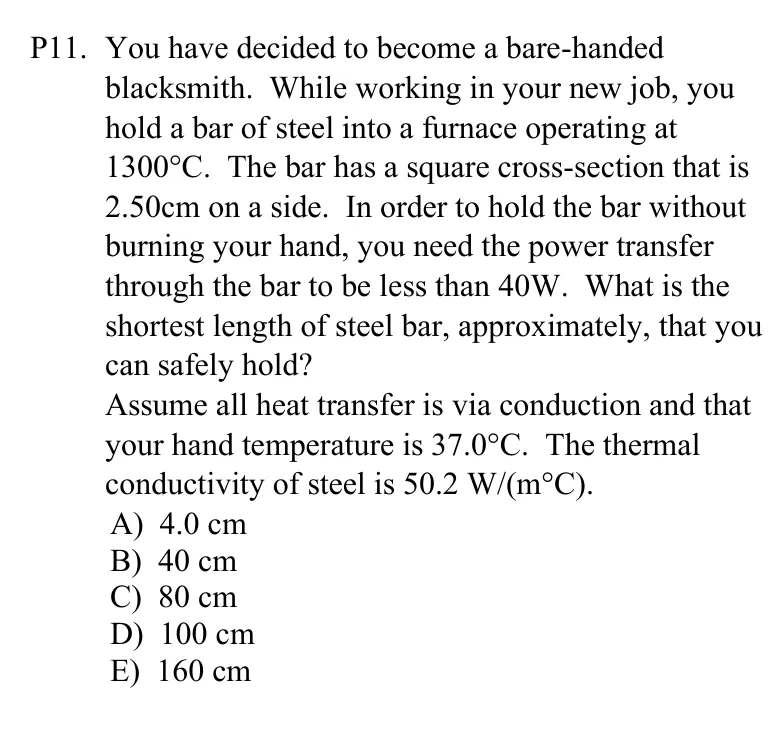 P11. You have decided to become a bare-handed
blacksmith. While working in your new job, you
hold a bar of steel into a furnace operating at
1300°C. The bar has a square cross-section that is
2.50cm on a side. In order to hold the bar without
burning your hand, you need the power transfer
through the bar to be less than 40W. What is the
shortest length of steel bar, approximately, that you
can safely hold?
Assume all heat transfer is via conduction and that
your hand temperature is 37.0°C. The thermal
conductivity of steel is 50.2 W/(m°C).
A) 4.0 cm
B) 40 cm
C) 80 cm
D) 100 cm
E) 160 cm